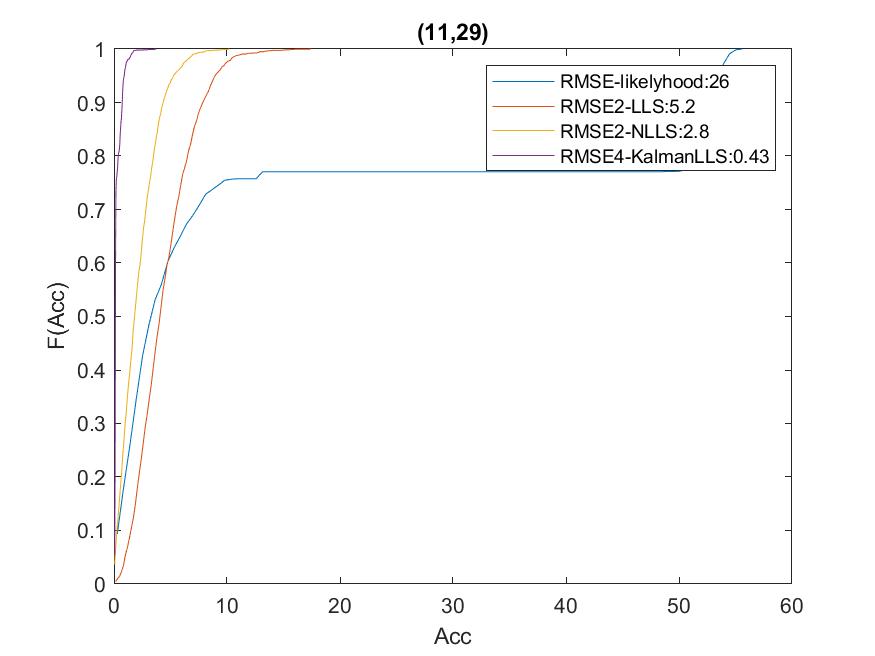 (11,29)
1
0.9
0.8
0.7
0.6
0.5
0.4
0.3
0.2
0.1
0
F(Acc)
RMSE-likelyhood:26
RMSE2-LLS:5.2
RMSE2-NLLS:2.8
RMSE4-KalmanLLS:0.43
0 10 20 30 40 50 60
Acc